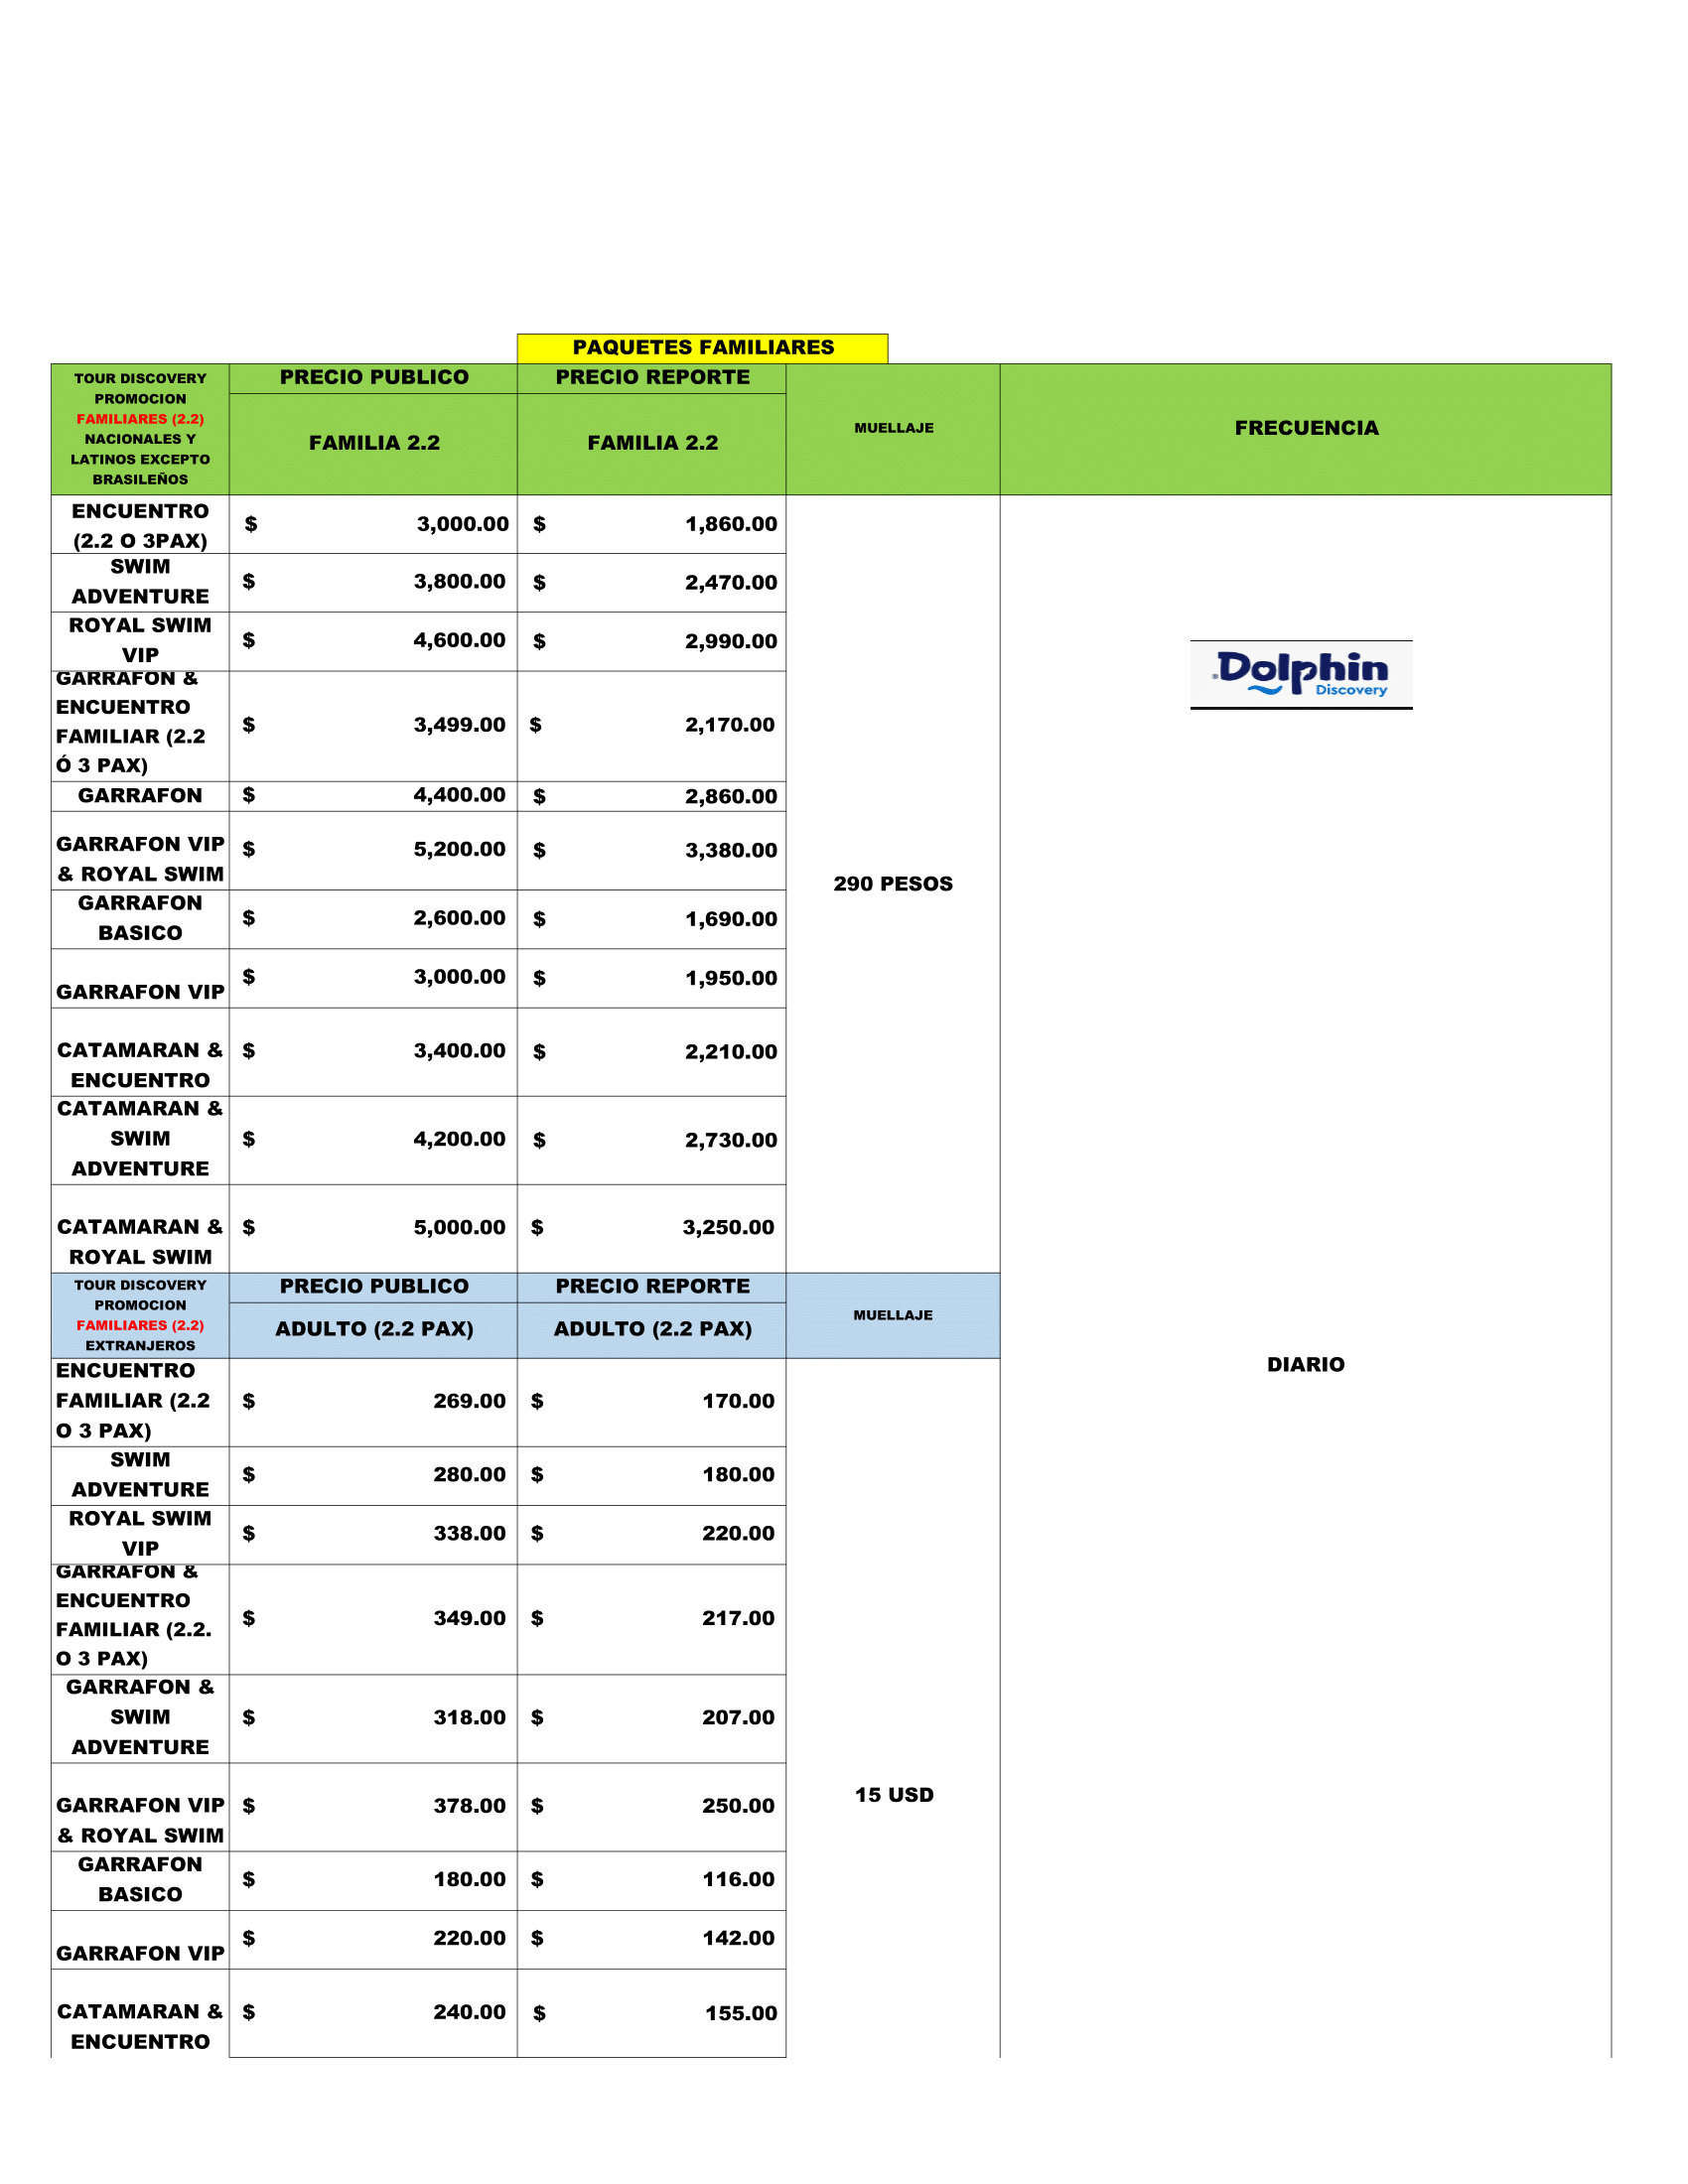 PAQUETES FAMILIARES
TOUR DISCOVERY
PROMOCION
FAMILIARES (2.2)
NACIONALES Y
LATINOS EXCEPTO
BRASILEÑOS
PRECIO PUBLICO
PRECIO REPORTE
FAMILIA 2.2
FAMILIA 2.2
MUELLAJE
FRECUENCIA
ENCUENTRO
(2.2 O 3PAX)
$ 3,000.00 $ 1,860.00
SWIM
ADVENTURE
$ 3,800.00 $ 2,470.00
ROYAL SWIM
VIP
$ 4,600.00 $ 2,990.00
GARRAFON &
ENCUENTRO
FAMILIAR (2.2
Ó 3 PAX)
$ 3,499.00 $ 2,170.00
GARRAFON
$ 4,400.00 $ 2,860.00
GARRAFON VIP
& ROYAL SWIM
$ 5,200.00 $ 3,380.00
GARRAFON
BASICO
$ 2,600.00 $ 1,690.00
GARRAFON VIP
$ 3,000.00 $ 1,950.00
CATAMARAN &
ENCUENTRO
$ 3,400.00 $ 2,210.00
CATAMARAN &
SWIM
ADVENTURE
$ 4,200.00 $ 2,730.00
CATAMARAN &
ROYAL SWIM
$ 5,000.00 $ 3,250.00
290 PESOS
®Dolphin
Discovery
TOUR DISCOVERY
PROMOCION
FAMILIARES (2.2)
EXTRANJEROS
PRECIO PUBLICO
PRECIO REPORTE
ADULTO (2.2 PAX)
ADULTO (2.2 PAX)
MUELLAJE
ENCUENTRO
FAMILIAR (2.2
O 3 PAX)
$ 269.00 $ 170.00
SWIM
ADVENTURE
$ 280.00 $ 180.00
ROYAL SWIM
VIP
$ 338.00 $ 220.00
GARRAFON &
ENCUENTRO
FAMILIAR (2.2.
O 3 PAX)
$ 349.00 $ 217.00
GARRAFON &
SWIM
ADVENTURE
$ 318.00 $ 207.00
GARRAFON VIP
& ROYAL SWIM
$ 378.00 $ 250.00
GARRAFON
BASICO
$ 180.00 $ 116.00
GARRAFON VIP
$ 220.00 $ 142.00
CATAMARAN &
ENCUENTRO
$ 240.00 $ 155.00
15 USD
DIARIO